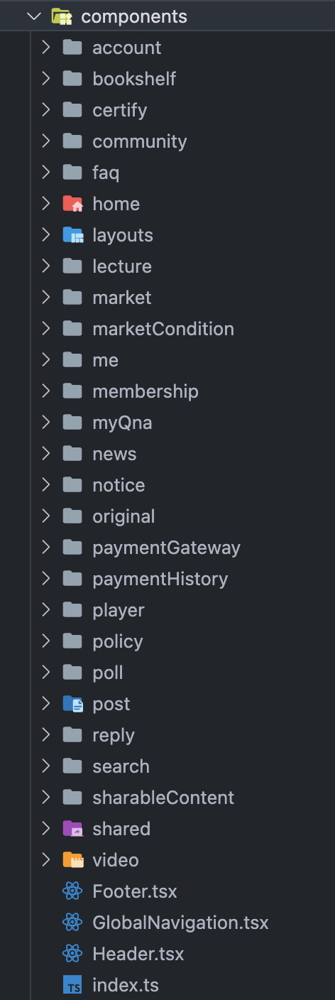 components
account
bookshelf
certify
community
faq
home
layouts
lecture
market
marketCondition
me
membership
myQna
news
notice
original
paymentGateway
paymentHistory
player
policy
poll
post
reply
search
sharableContent
shared
video
Footer.tsx
GlobalNavigation.tsx
Header.tsx
TS index.ts